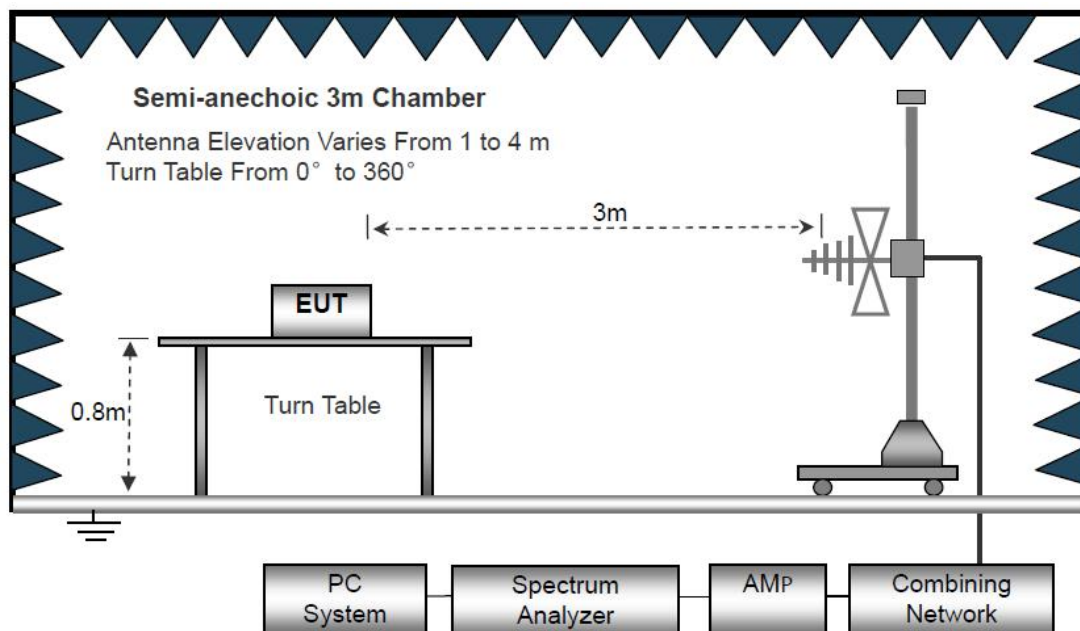 Semi-anechoic 3m Chamber
Antenna Elevation Varies From 1 to 4 m
Turn Table From 0° to 360°
3m
EUT
0.8m
Turn Table
PC
System
Spectrum
Analyzer
AMP
Combining
Network